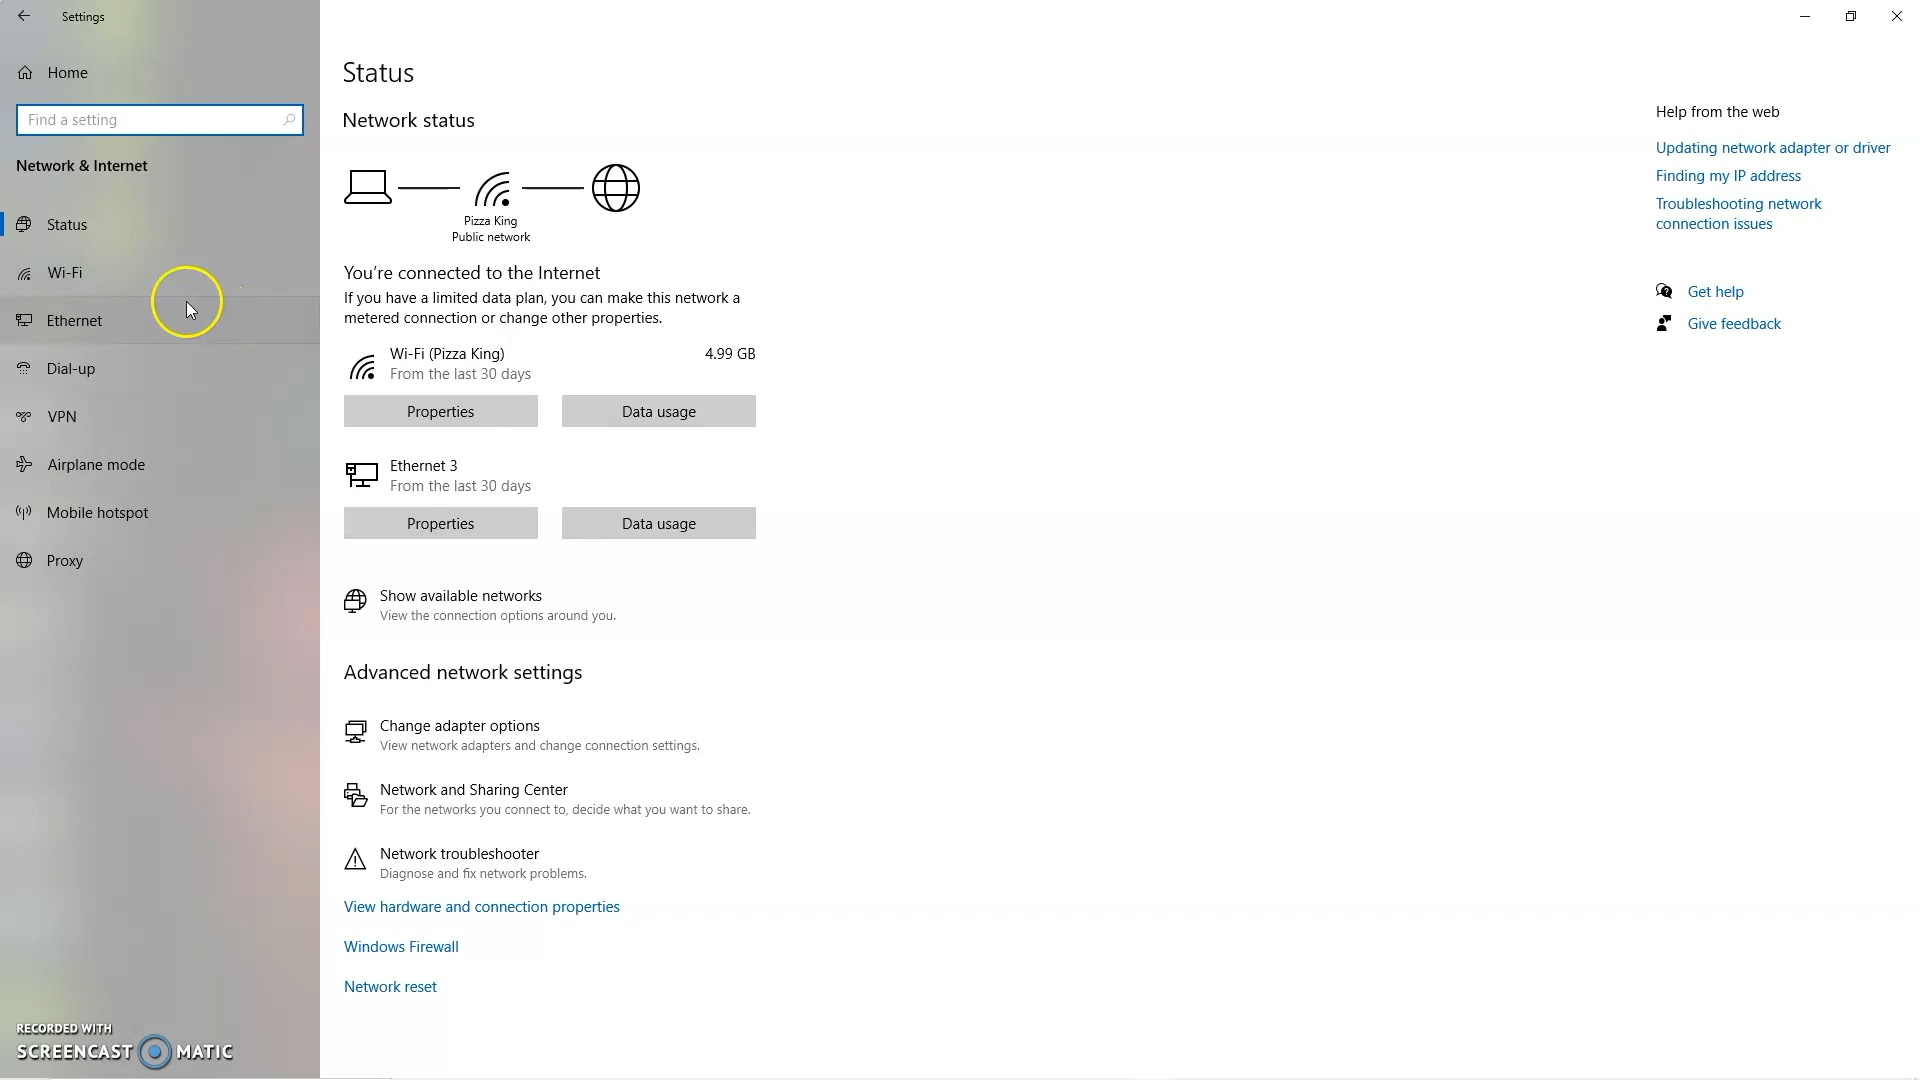 Settings
Home
Find a setting
Network & Internet
Status
Wi-Fi
Ethernet
Dial-up
VPN
Airplane mode
Mobile hotspot
Proxy
RECORDED WITH
SCREENCAST MATIC
Status
Network status
Pizza King
Public network
You're connected to the Internet
If you have a limited data plan, you can make this network a
metered connection or change other properties.
Wi-Fi (Pizza King) 4.99 GB
From the last 30 days
Properties Data usage
Ethernet 3
From the last 30 days
Properties Data usage
Show available networks
View the connection options around you.
Advanced network settings
Change adapter options
View network adapters and change connection settings.
Network and Sharing Center
For the networks you connect to, decide what you want to share.
Network troubleshooter
Diagnose and fix network problems.
View hardware and connection properties
Windows Firewall
Network reset
Help from the web
Updating network adapter or driver
Finding my IP address
Troubleshooting network
connection issues
Get help
Give feedback